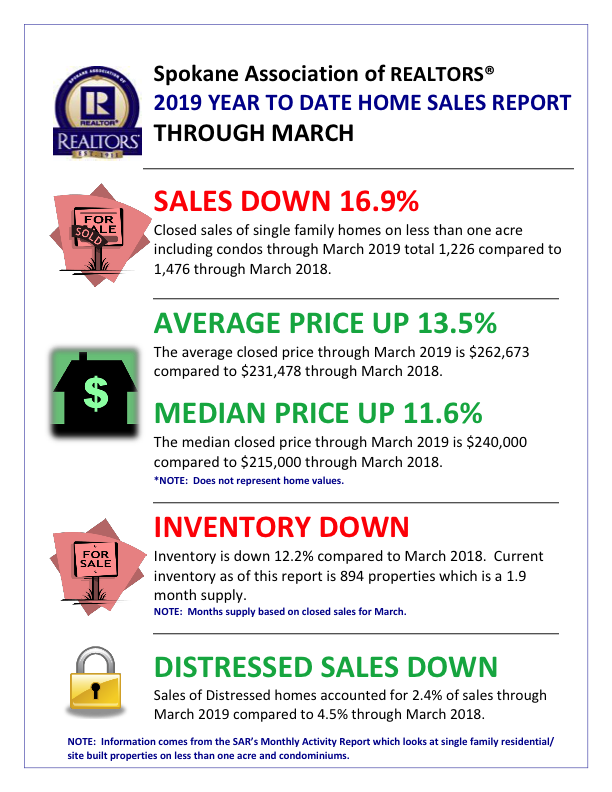 SPOKANE ASSOCIATION OF
R
REALTOR®
REALTORS®
EST 1911
Spokane Association of REALTORS®
2019 YEAR TO DATE HOME SALES REPORT
THROUGH MARCH
FOR
SALE
SOLD
SALES DOWN 16.9%
Closed sales of single family homes on less than one acre
including condos through March 2019 total 1,226 compared to
1,476 through March 2018.
$
AVERAGE PRICE UP 13.5%
The average closed price through March 2019 is $262,673
compared to $231,478 through March 2018.
MEDIAN PRICE UP 11.6%
The median closed price through March 2019 is $240,000
compared to $215,000 through March 2018.
*NOTE:  Does not represent home values.
FOR
SALE
INVENTORY DOWN
Inventory is down 12.2% compared to March 2018.  Current
inventory as of this report is 894 properties which is a 1.9
month supply.
NOTE:  Months supply based on closed sales for March.
DISTRESSED SALES DOWN
Sales of Distressed homes accounted for 2.4% of sales through
March 2019 compared to 4.5% through March 2018.
NOTE:  Information comes from the SAR's Monthly Activity Report which looks at single family residential/
site built properties on less than one acre and condominiums.